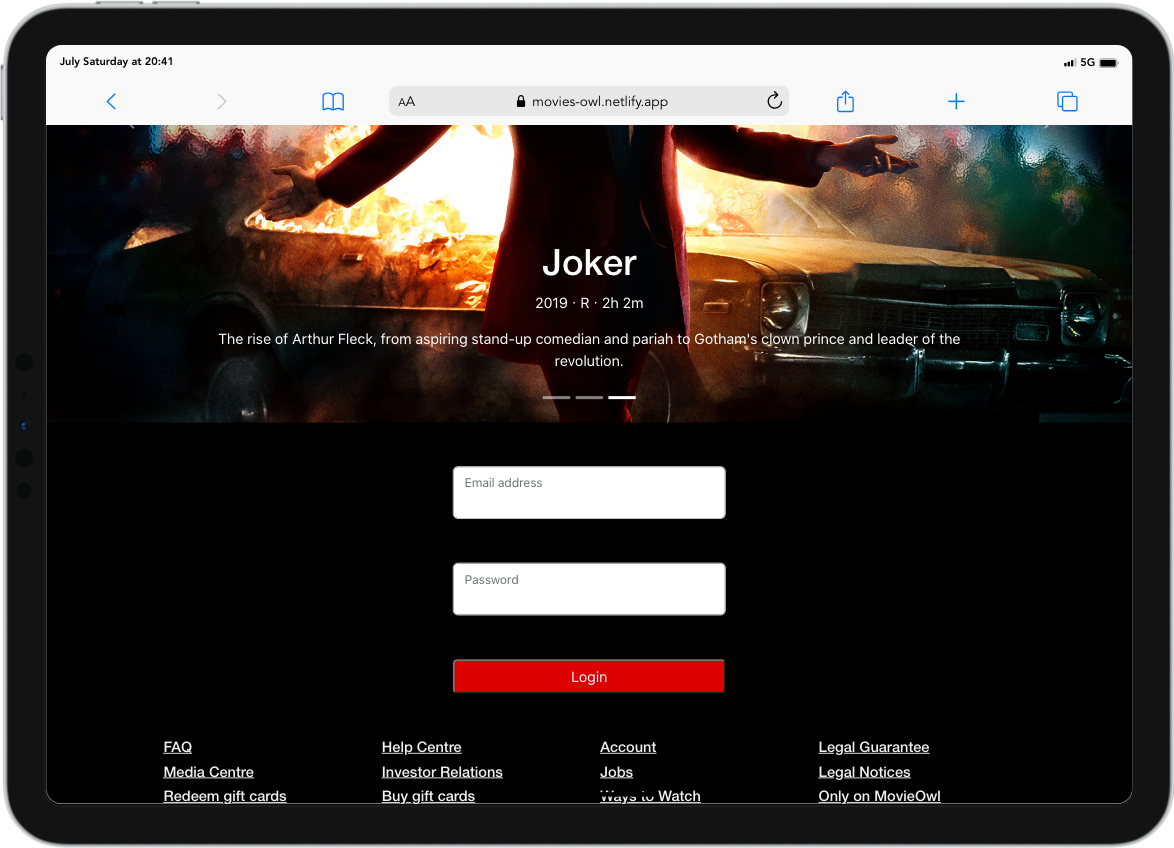 July Saturday at 20:41
5G
AA
movies-owl.netlify.app
Joker
2019 · R · 2h 2m
The rise of Arthur Fleck, from aspiring stand-up comedian and pariah to Gotham's clown prince and leader of the
revolution.
Email address
Password
Login
FAQ Help Centre Account Legal Guarantee
Media Centre Investor Relations Jobs Legal Notices
Redeem gift cards Buy gift cards Ways to Watch Only on MovieOwl